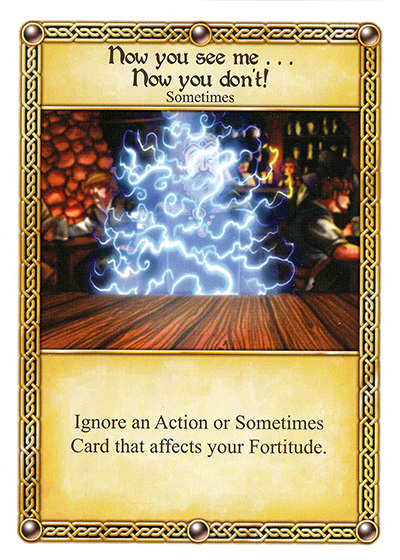 Now you see me . . .
Now you don't!
Sometimes
Ignore an Action or Sometimes
Card that affects your Fortitude.